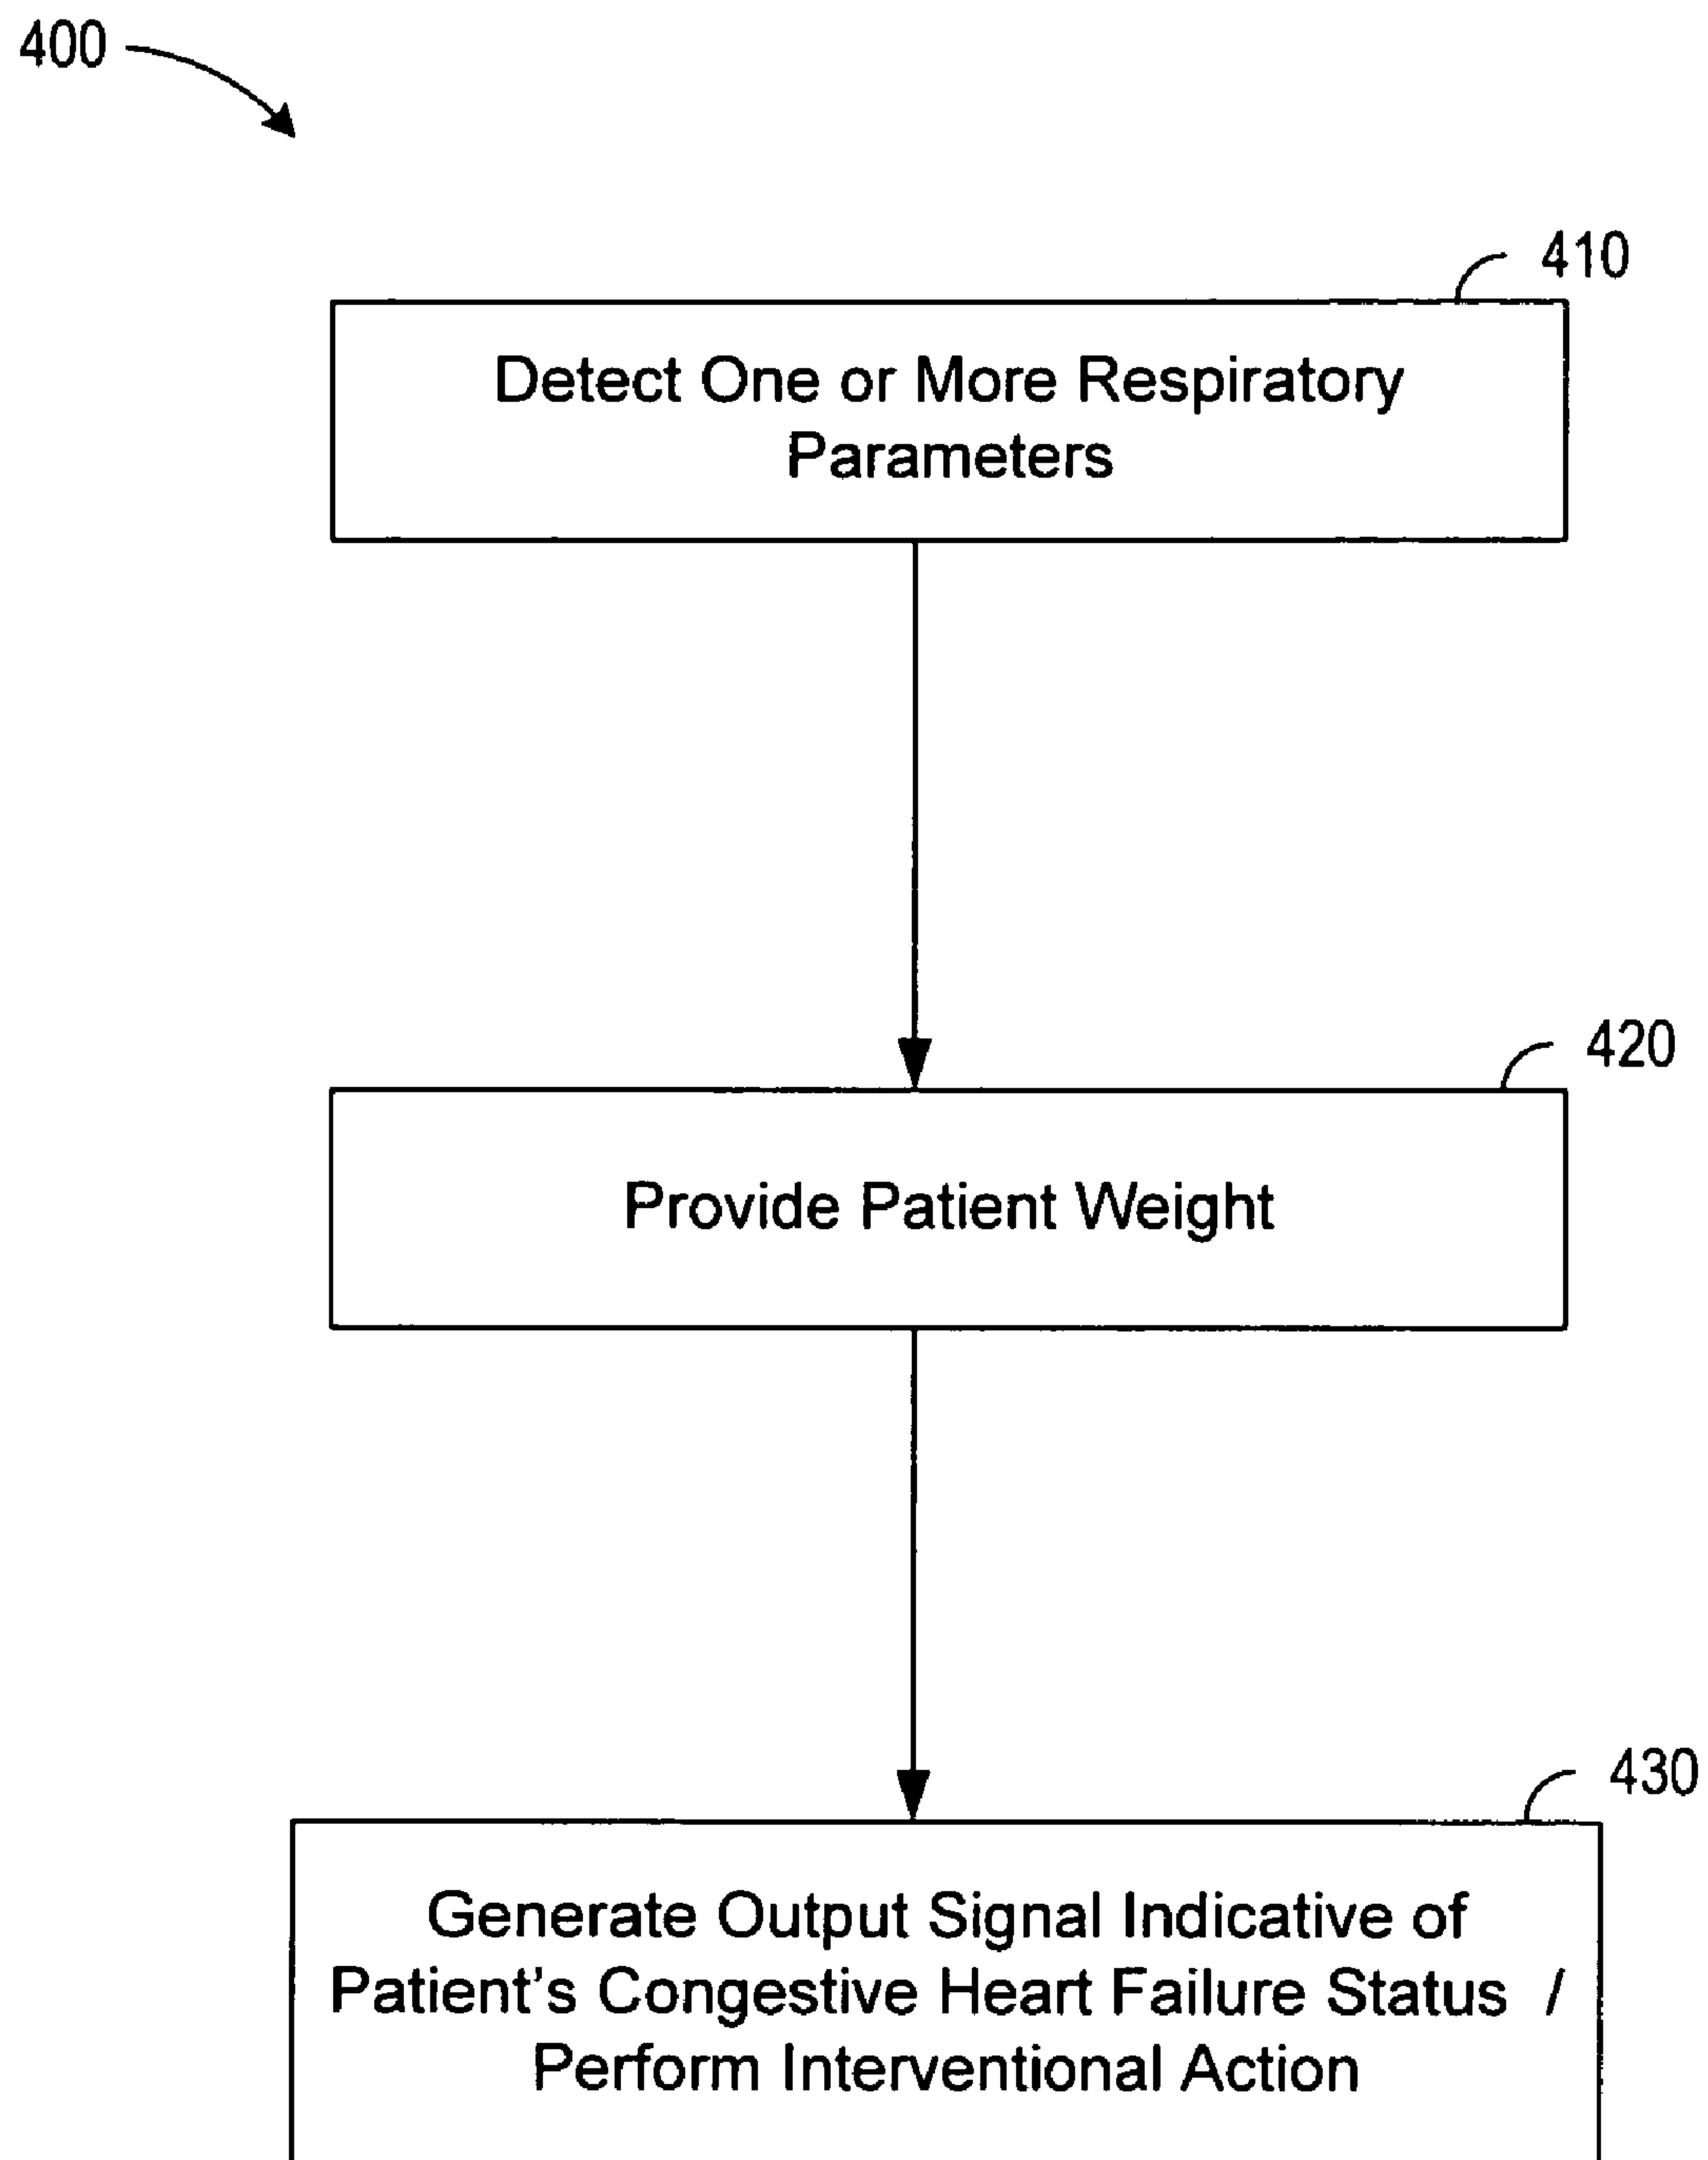 400
410
Detect One or More Respiratory
Parameters
420
Provide Patient Weight
430
Generate Output Signal Indicative of
Patient's Congestive Heart Failure Status /
Perform Interventional Action